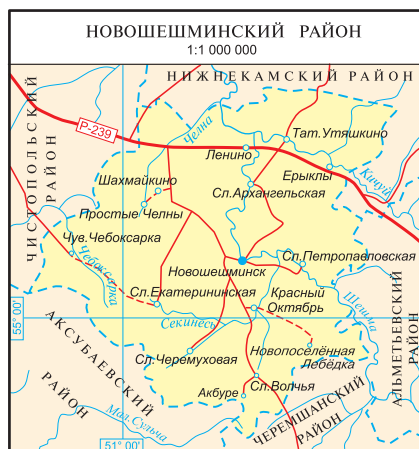 НОВОШЕШМИНСКИЙ РАЙОН
1:1 000 000
НИЖНЕКАМСКИЙ РАЙОН
ЧИСТОПОЛЬСКИЙ
РАЙОН
Р-239
Челна
Тат.Утяшкино
Ленино
Ерыклы
Кичуй
Шахмайкино
Сл.Архангельская
Простые Челны
Чув.Чебоксарка
Чебоксарка
Сл.Петропавловская
Новошешминск
Шешма
Сл.Екатерининская
Красный
Октябрь
55° 00'
Секинесь
АКСУБАЕВСКИЙ
РАЙОН
АЛЬМЕТЬЕВСКИЙ
РАЙОН
Сл.Черемуховая
Новопоселённая
Лебёдка
Сл.Волчья
Акбуре
ЧЕРЕМШАНСКИЙ
РАЙОН
Мал.Сульча
51° 00'